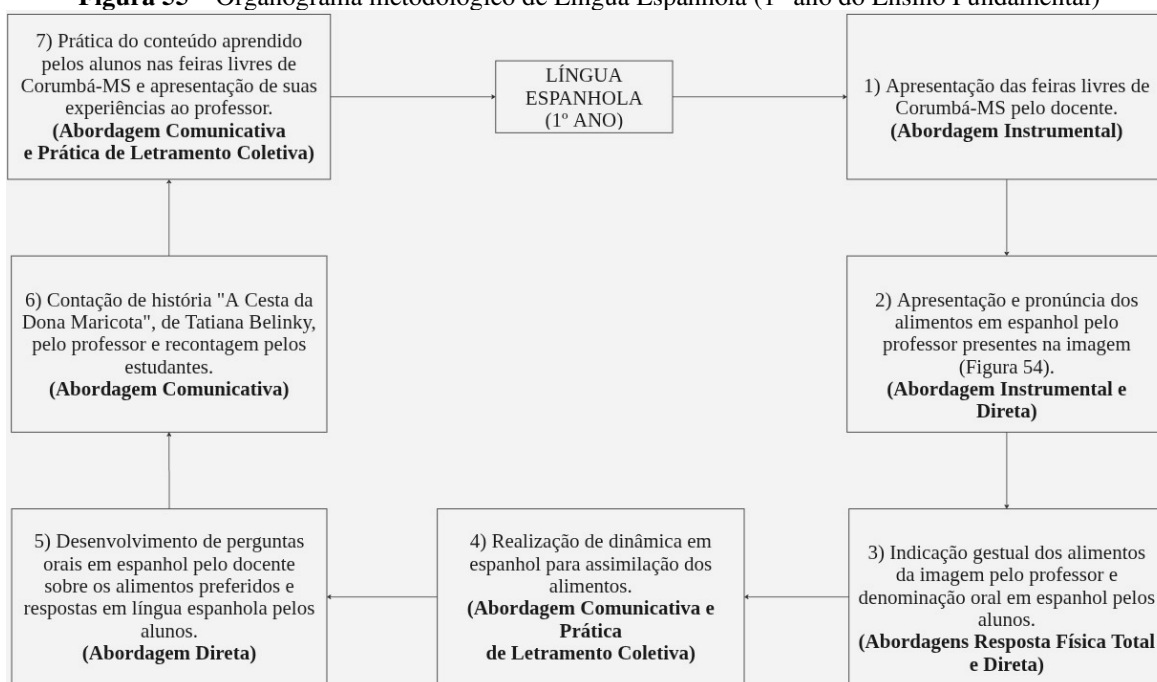 Figura 55 – Organograma metodológico de Língua Espanhola (1º ano do Ensino Fundamental)
LÍNGUA
ESPANHOLA
(1º ANO)
1) Apresentação das feiras livres de
Corumbá-MS pelo docente.
(Abordagem Instrumental)
2) Apresentação e pronúncia dos
alimentos em espanhol pelo
professor presentes na imagem
(Figura 54).
(Abordagem Instrumental e
Direta)
3) Indicação gestual dos alimentos
da imagem pelo professor e
denominação oral em espanhol pelos
alunos.
(Abordagens Resposta Física Total
e Direta)
4) Realização de dinâmica em
espanhol para assimilação dos
alimentos.
(Abordagem Comunicativa e
Prática
de Letramento Coletiva)
5) Desenvolvimento de perguntas
orais em espanhol pelo docente
sobre os alimentos preferidos e
respostas em língua espanhola pelos
alunos.
(Abordagem Direta)
6) Contação de história "A Cesta da
Dona Maricota", de Tatiana Belinky,
pelo professor e recontagem pelos
estudantes.
(Abordagem Comunicativa)
7) Prática do conteúdo aprendido
pelos alunos nas feiras livres de
Corumbá-MS e apresentação de suas
experiências ao professor.
(Abordagem Comunicativa
e Prática de Letramento Coletiva)